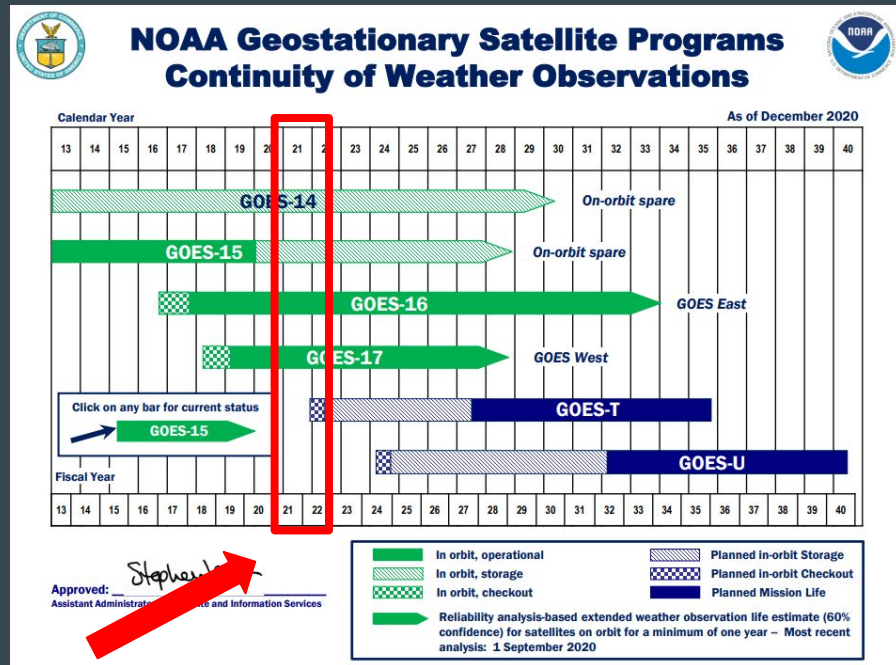 NOAA Geostationary Satellite Programs
Continuity of Weather Observations
NOAA
Calendar Year
As of December 2020
13 14 15 16 17 18 19 20 21 23 24 25 26 27 28 29 30 31 32 33 34 35 36 37 38 39 40
GOES-14
On-orbit spare
GOES-15
On-orbit spare
GOES-16
GOES East
GOES-17
GOES West
Click on any bar for current status
GOES-15
GOES-T
GOES-U
Fiscal Year
13 14 15 16 17 18 19 20 21 22 23 24 25 26 27 28 29 30 31 32 33 34 35 36 37 38 39 40
Approved:
Assistant and Information Services
In orbit, operational
In orbit, storage
In orbit, checkout
Planned in-orbit Storage
Planned in-orbit Checkout
Planned Mission Life
Reliability analysis-based extended weather observation life estimate (60%
confidence) for satellites on orbit for a minimum of one year – Most recent
analysis: 1 September 2020